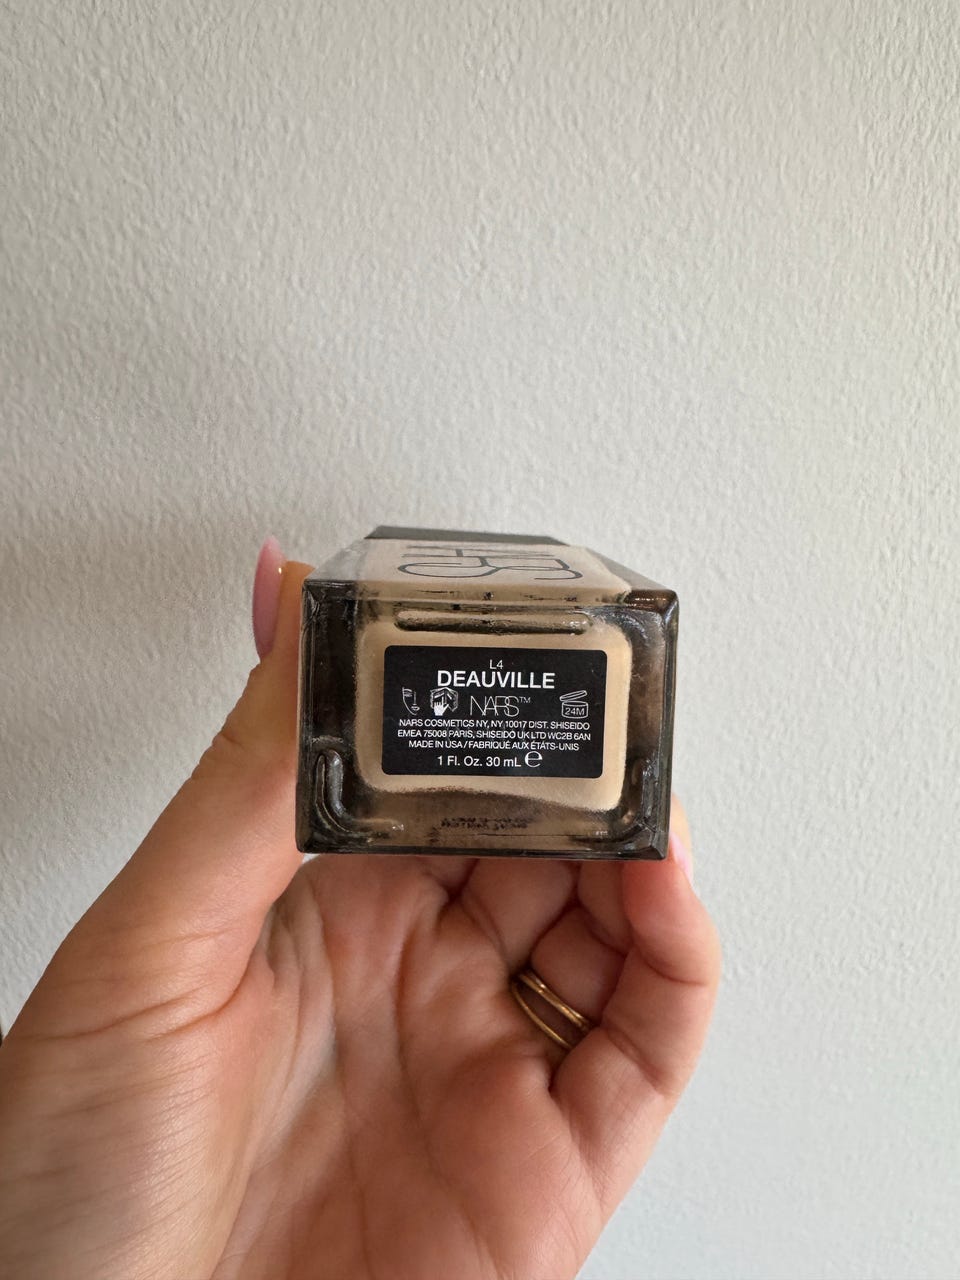 NARS
L4
DEAUVILLE
NARS™ 24M
NARS COSMETICS NY, NY 10017 DIST. SHISEIDO
EMEA 75008 PARIS, SHISEIDO UK LTD WC2B 6AN
MADE IN USA / FABRIQUÉ AUX ÉTATS-UNIS
1 Fl. Oz. 30 mL ℮